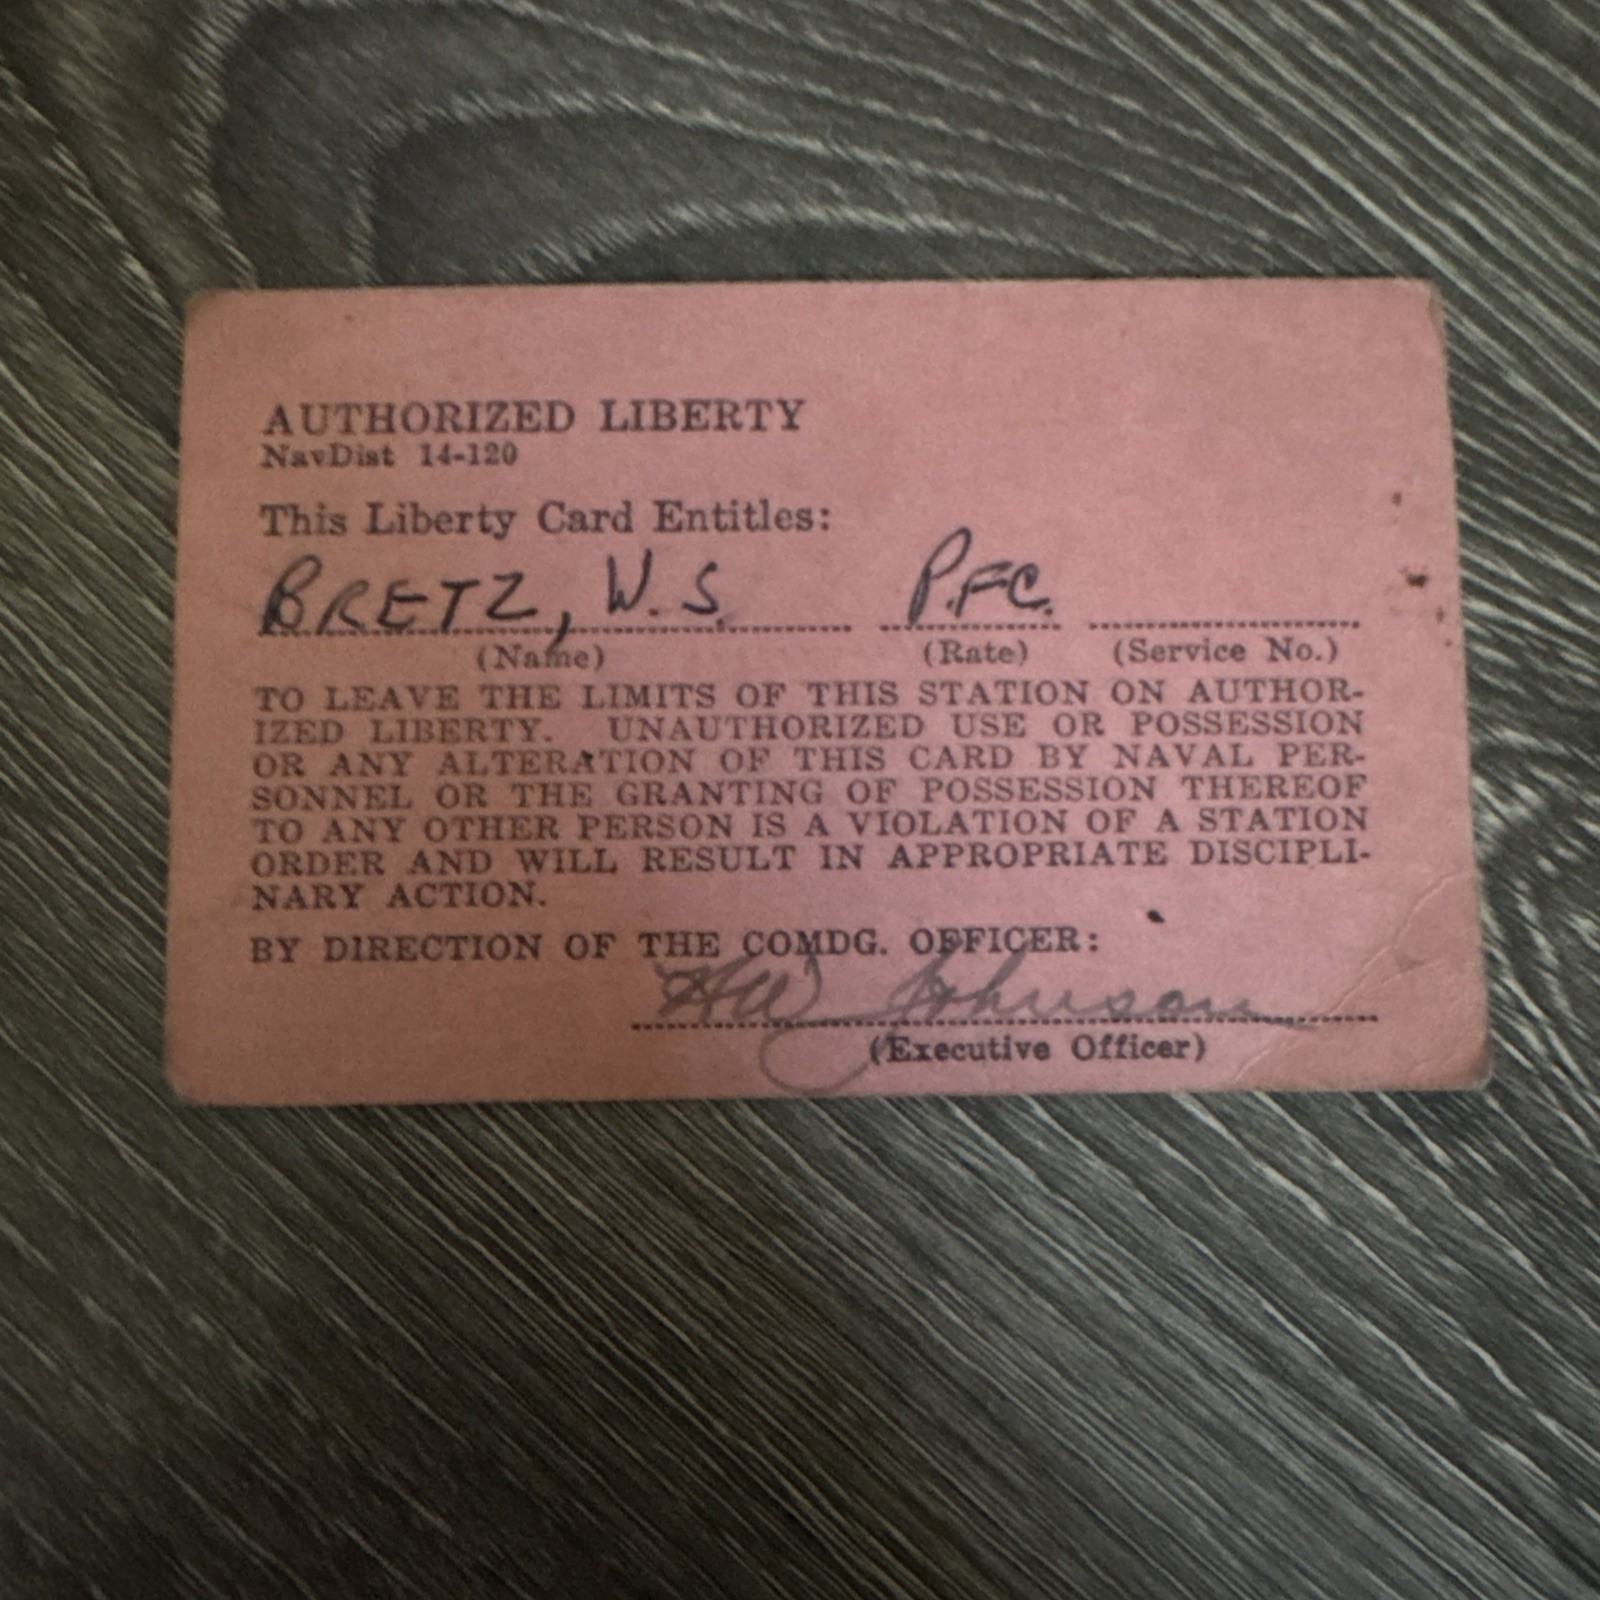 AUTHORIZED LIBERTY
NavDist 14-120
This Liberty Card Entitles:
BRETZ, W. S. P.FC.
(Name) (Rate) (Service No.)
TO LEAVE THE LIMITS OF THIS STATION ON AUTHOR-
IZED LIBERTY. UNAUTHORIZED USE OR POSSESSION
OR ANY ALTERATION OF THIS CARD BY NAVAL PER-
SONNEL OR THE GRANTING OF POSSESSION THEREOF
TO ANY OTHER PERSON IS A VIOLATION OF A STATION
ORDER AND WILL RESULT IN APPROPRIATE DISCIPLI-
NARY ACTION.
BY DIRECTION OF THE COMDG. OFFICER:
HW Johnson
(Executive Officer)